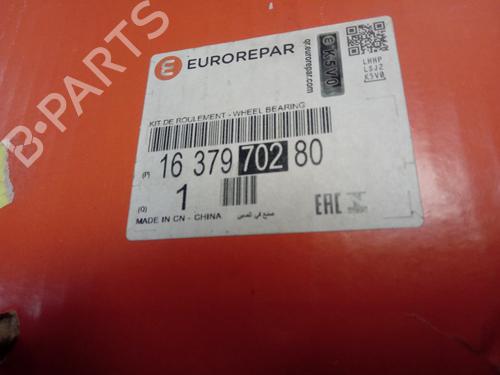 EUROREPAR
qr.eurorepar.com
K5V0
LHHP
LSJ2
K5V0
KIT DE ROULEMENT - WHEEL BEARING
(P) 16 379 702 80
(Q) 1
MADE IN CN - CHINA صنع في الصين
EAC
B-PARTS